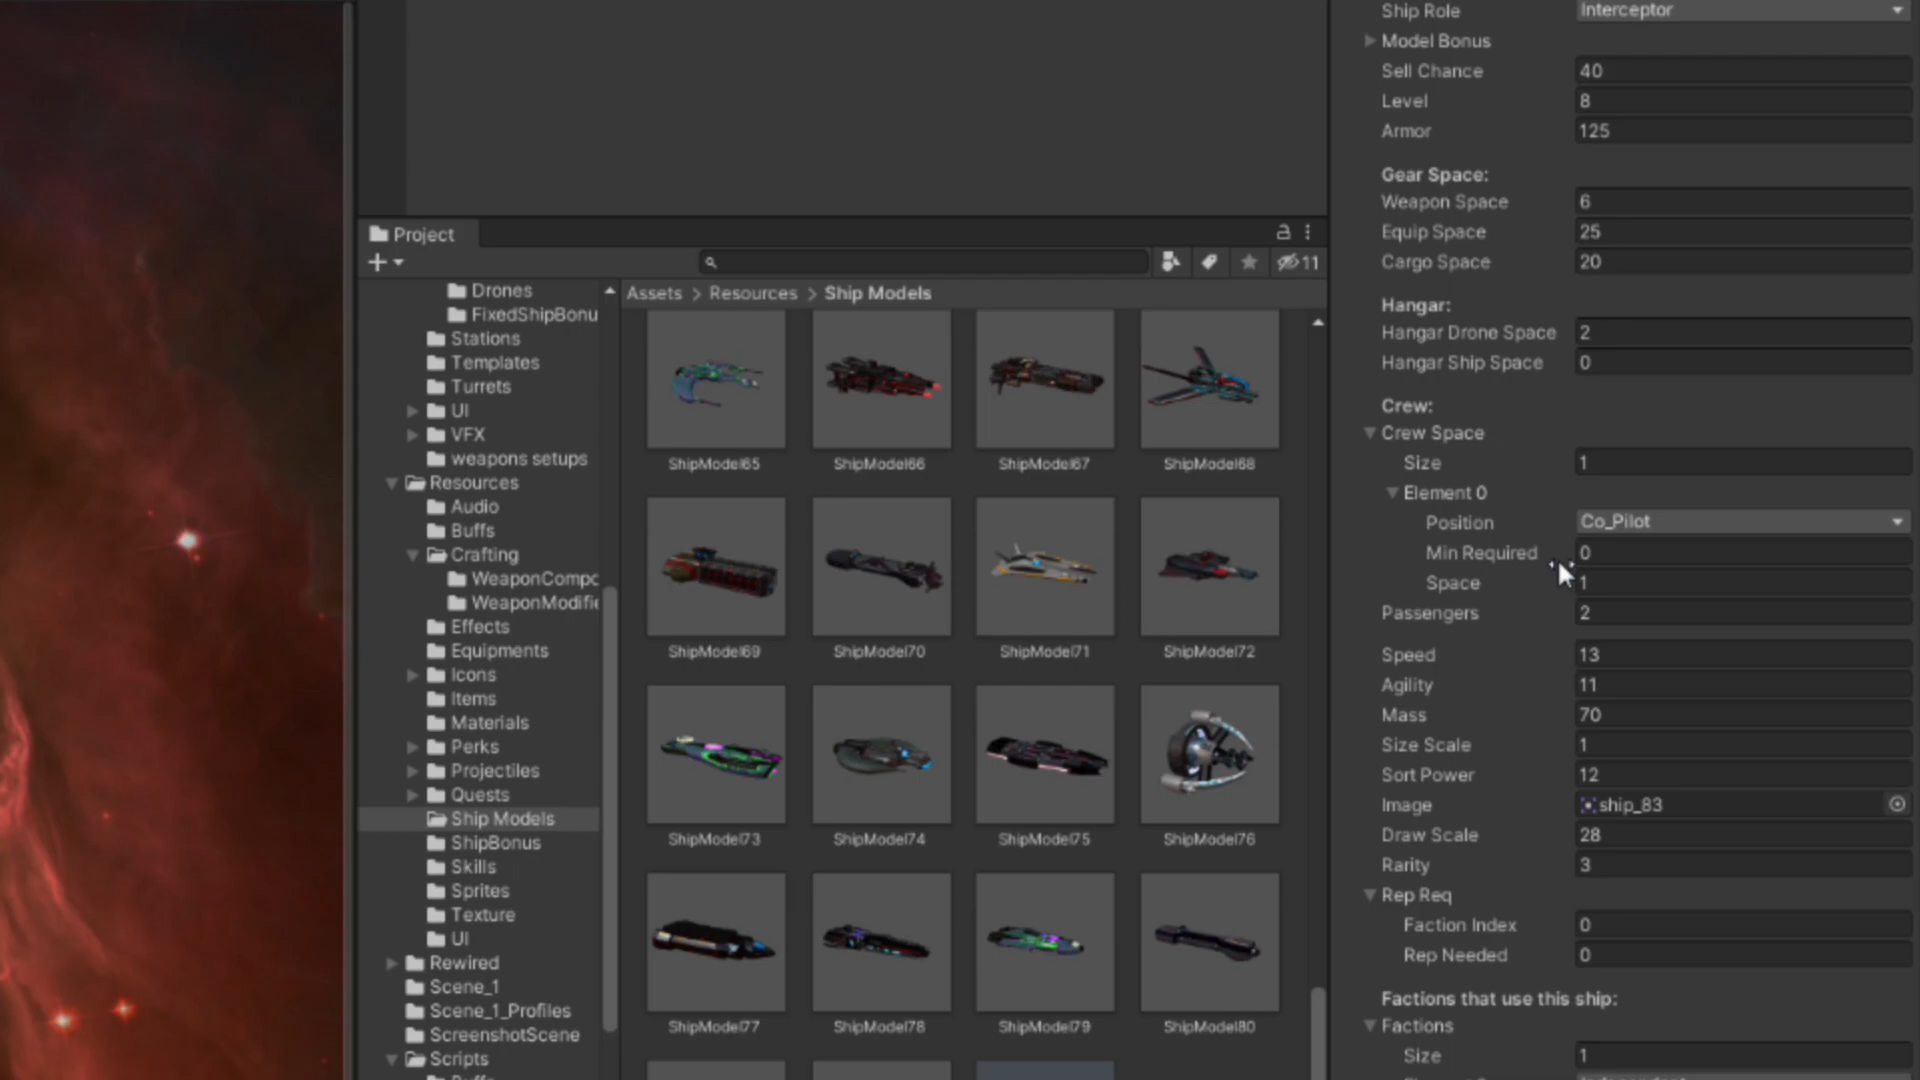 Project
11
Drones
FixedShipBonu
Stations
Templates
Turrets
UI
VFX
weapons setups
Resources
Audio
Buffs
Crafting
WeaponCompo
WeaponModifie
Effects
Equipments
Icons
Items
Materials
Perks
Projectiles
Quests
Ship Models
ShipBonus
Skills
Sprites
Texture
UI
Rewired
Scene_1
Scene_1_Profiles
ScreenshotScene
Scripts
Assets > Resources > Ship Models
ShipModel65 ShipModel66 ShipModel67 ShipModel68
ShipModel69 ShipModel70 ShipModel71 ShipModel72
ShipModel73 ShipModel74 ShipModel75 ShipModel76
ShipModel77 ShipModel78 ShipModel79 ShipModel80
Ship Role Interceptor
Model Bonus
Sell Chance 40
Level 8
Armor 125
Gear Space:
Weapon Space 6
Equip Space 25
Cargo Space 20
Hangar:
Hangar Drone Space 2
Hangar Ship Space 0
Crew:
Crew Space
Size 1
Element 0
Position Co_Pilot
Min Required 0
Space 1
Passengers 2
Speed 13
Agility 11
Mass 70
Size Scale 1
Sort Power 12
Image ship_83
Draw Scale 28
Rarity 3
Rep Req
Faction Index 0
Rep Needed 0
Factions that use this ship:
Factions
Size 1